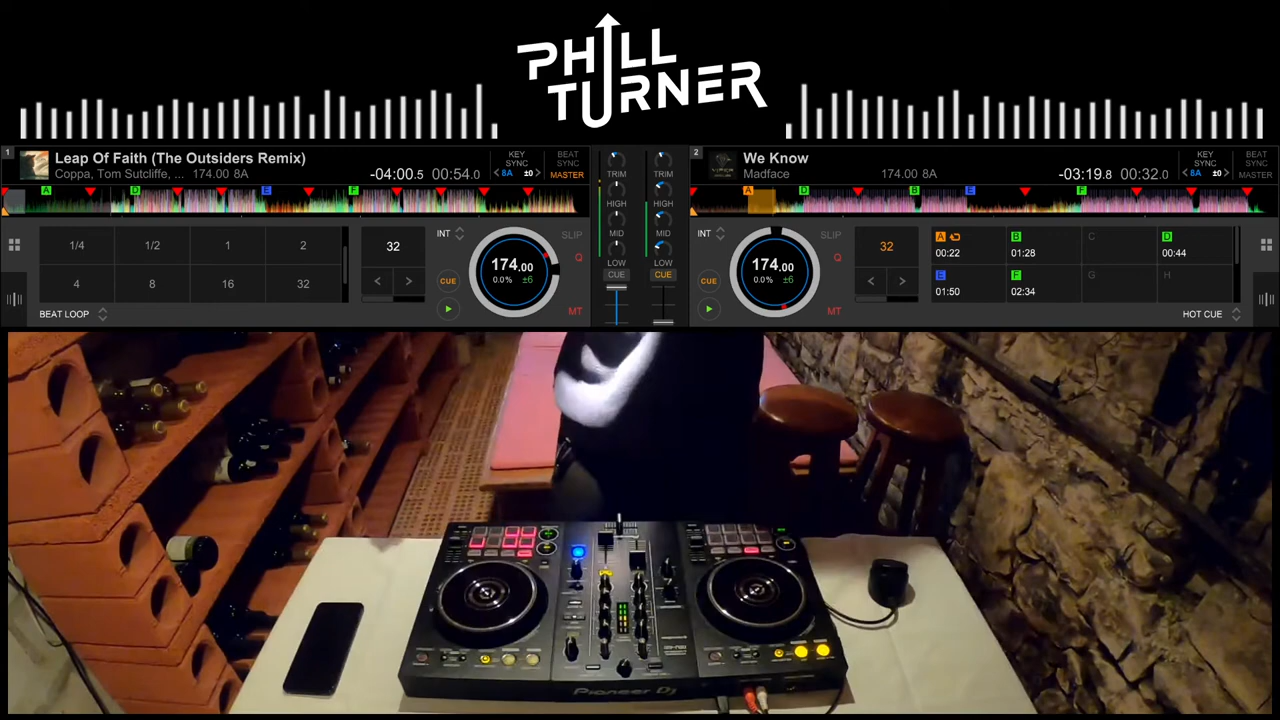 PHILL
TURNER
1
Leap Of Faith (The Outsiders Remix)
Coppa, Tom Sutcliffe, ...
174.00 8A
-04:00.5 00:54.0
KEY
SYNC
< 8A ±0 >
BEAT
SYNC
MASTER
A D E F
1/4 1/2 1 2
4 8 16 32
BEAT LOOP
32
< >
INT
CUE
174.00
0.0% ±6
SLIP
Q
MT
TRIM TRIM
HIGH HIGH
MID MID
LOW LOW
CUE CUE
2
We Know
Madface
174.00 8A
-03:19.8 00:32.0
KEY
SYNC
< 8A ±0 >
BEAT
SYNC
MASTER
A D B E F
INT
CUE
174.00
0.0% ±6
SLIP
Q
MT
32
< >
A B C D
00:22 01:28 00:44
E F G H
01:50 02:34
HOT CUE
Pioneer Dj